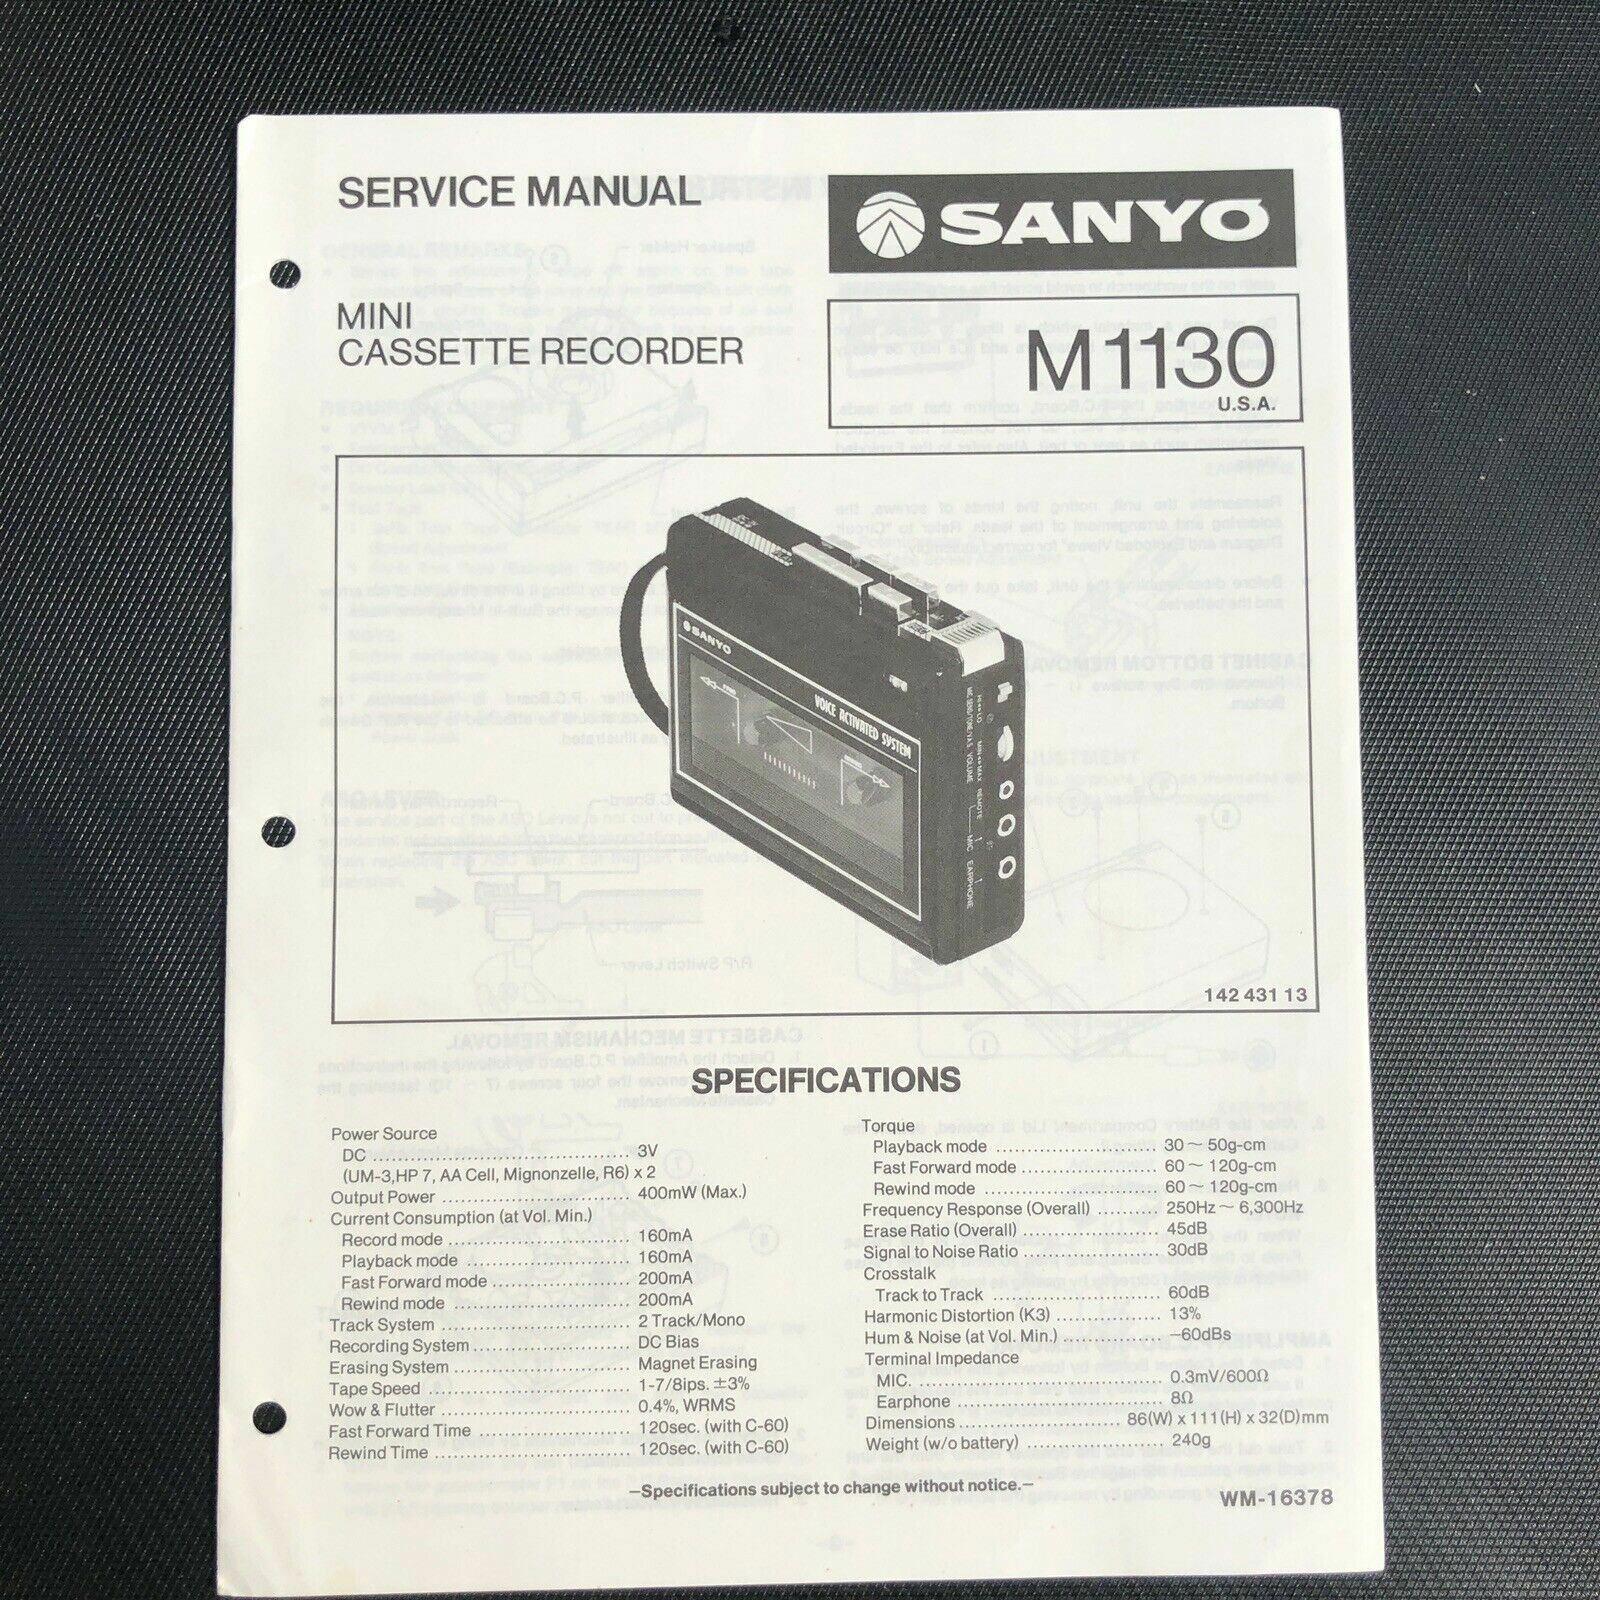 SERVICE MANUAL
SANYO
MINI
CASSETTE RECORDER
M1130
U.S.A.
SANYO
VOICE ACTIVATED SYSTEM
VOLUME
REMOTE
MIC
EARPHONE
142 431 13
SPECIFICATIONS
Power Source
DC ........................................ 3V
(UM-3,HP 7, AA Cell, Mignonzelle, R6) x 2
Output Power ............................. 400mW (Max.)
Current Consumption (at Vol. Min.)
Record mode ............................ 160mA
Playback mode .......................... 160mA
Fast Forward mode ...................... 200mA
Rewind mode ........................... 200mA
Track System ............................. 2 Track/Mono
Recording System ......................... DC Bias
Erasing System ........................... Magnet Erasing
Tape Speed ............................... 1-7/8ips. ±3%
Wow & Flutter ............................ 0.4%, WRMS
Fast Forward Time ....................... 120sec. (with C-60)
Rewind Time .............................. 120sec. (with C-60)
Torque
Playback mode ........................ 30 ~ 50g-cm
Fast Forward mode .................... 60 ~ 120g-cm
Rewind mode ......................... 60 ~ 120g-cm
Frequency Response (Overall) .......... 250Hz ~ 6,300Hz
Erase Ratio (Overall) .................... 45dB
Signal to Noise Ratio ..................... 30dB
Crosstalk
Track to Track ......................... 60dB
Harmonic Distortion (K3) ................ 13%
Hum & Noise (at Vol. Min.) ............... -60dBs
Terminal Impedance
MIC. ................................... 0.3mV/600Ω
Earphone .............................. 8Ω
Dimensions ........................ 86(W) x 111(H) x 32(D)mm
Weight (w/o battery) ..................... 240g
–Specifications subject to change without notice.–
WM-16378